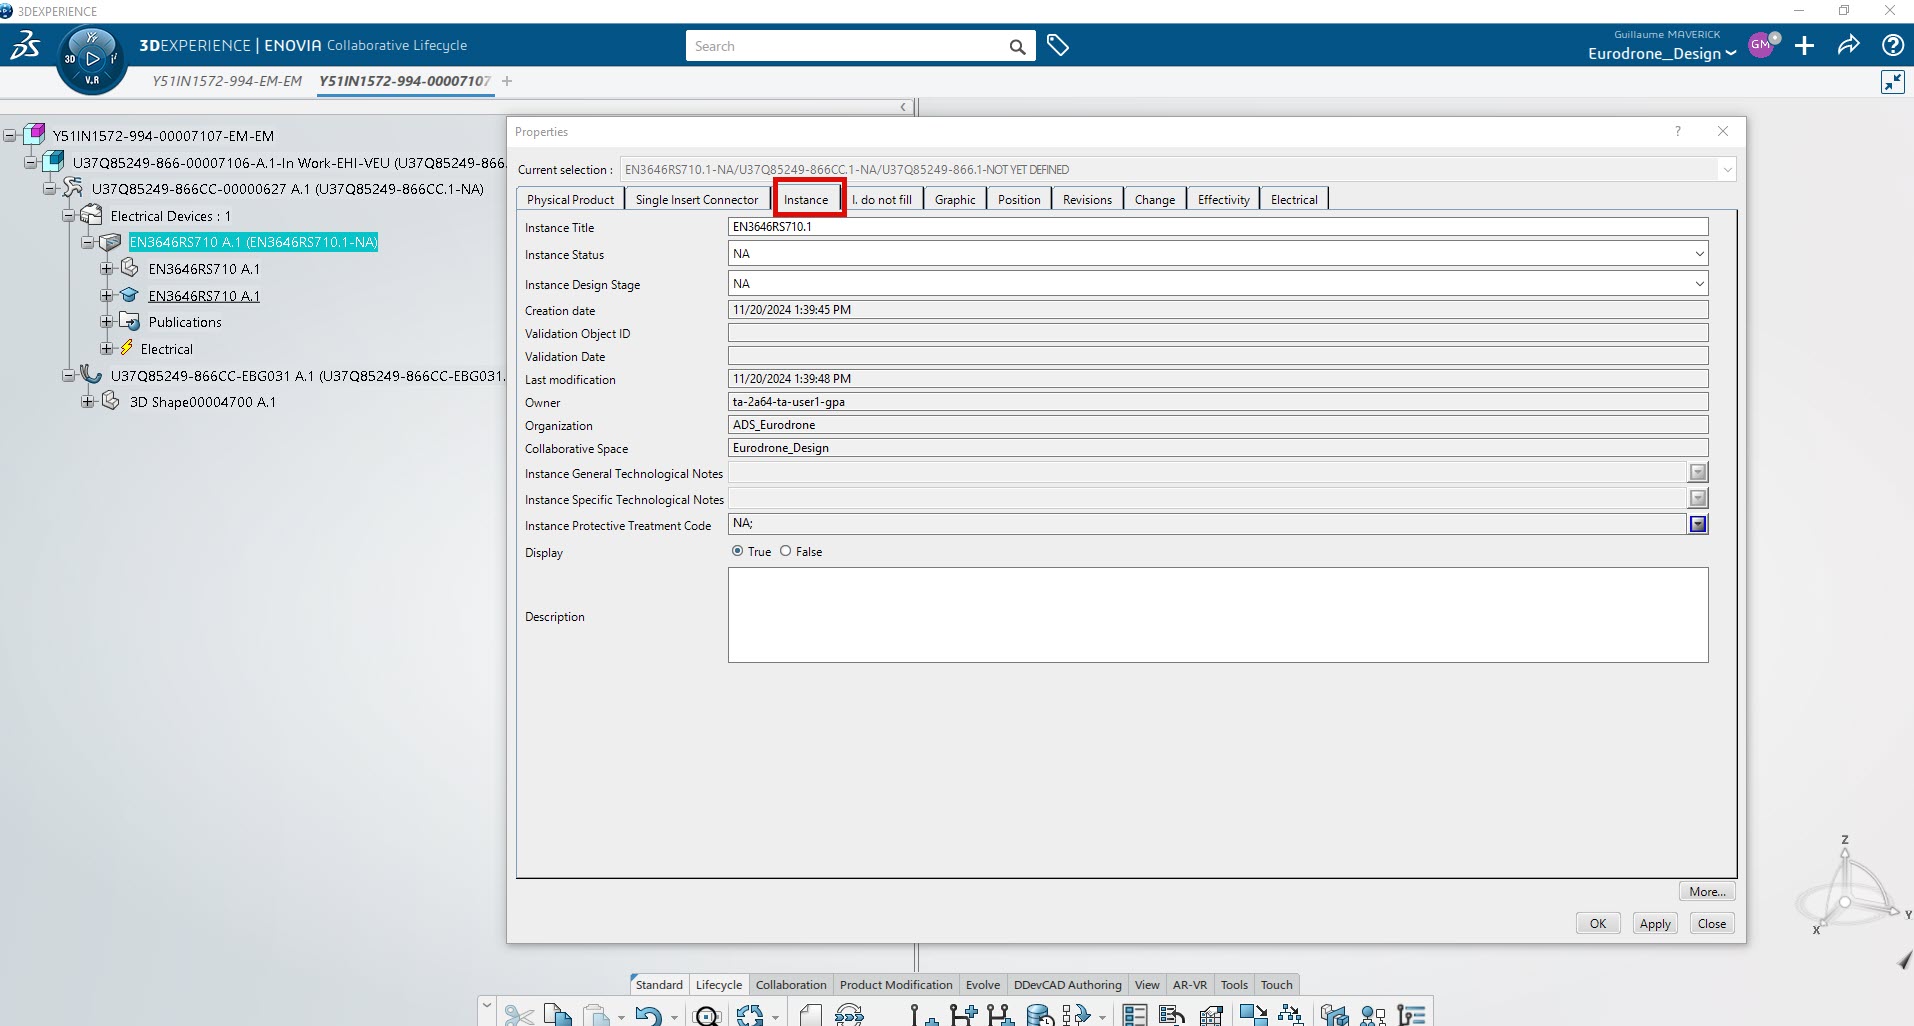 3DEXPERIENCE
3DEXPERIENCE | ENOVIA Collaborative Lifecycle
Search
Guillaume MAVERICK
Eurodrone_Design
GM
3D
V.R
Y51IN1572-994-EM-EM
Y51IN1572-994-00007107
Y51IN1572-994-00007107-EM-EM
U37Q85249-866-00007106-A.1-In Work-EHI-VEU (U37Q85249-866.
U37Q85249-866CC-00000627 A.1 (U37Q85249-866CC.1-NA)
Electrical Devices : 1
EN3646RS710 A.1 (EN3646RS710.1-NA)
EN3646RS710 A.1
EN3646RS710 A.1
Publications
Electrical
U37Q85249-866CC-EBG031 A.1 (U37Q85249-866CC-EBG031.
3D Shape00004700 A.1
Properties
?
Current selection : EN3646RS710.1-NA/U37Q85249-866CC.1-NA/U37Q85249-866.1-NOT YET DEFINED
Physical Product Single Insert Connector Instance I. do not fill Graphic Position Revisions Change Effectivity Electrical
Instance Title EN3646RS710.1
Instance Status NA
Instance Design Stage NA
Creation date 11/20/2024 1:39:45 PM
Validation Object ID
Validation Date
Last modification 11/20/2024 1:39:48 PM
Owner ta-2a64-ta-user1-gpa
Organization ADS_Eurodrone
Collaborative Space Eurodrone_Design
Instance General Technological Notes
Instance Specific Technological Notes
Instance Protective Treatment Code NA;
Display True False
Description
More...
OK Apply Close
Z
Y
X
Standard Lifecycle Collaboration Product Modification Evolve DDevCAD Authoring View AR-VR Tools Touch